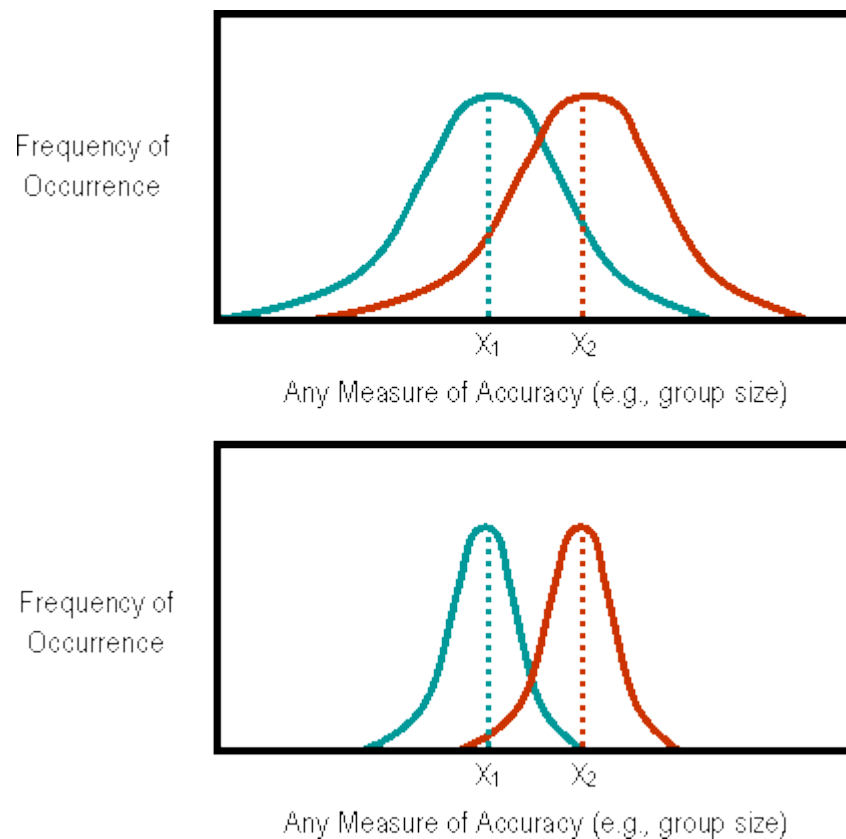 Frequency of
Occurrence
X₁
X₂
Any Measure of Accuracy (e.g., group size)
Frequency of
Occurrence
X₁
X₂
Any Measure of Accuracy (e.g., group size)